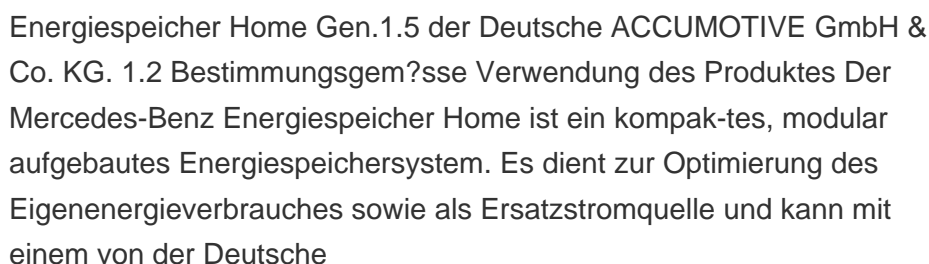 Energiespeicher Home Gen.1.5 der Deutsche ACCUMOTIVE GmbH &
Co. KG. 1.2 Bestimmungsgem?sse Verwendung des Produktes Der
Mercedes-Benz Energiespeicher Home ist ein kompak-tes, modular
aufgebautes Energiespeichersystem. Es dient zur Optimierung des
Eigenenergieverbrauches sowie als Ersatzstromquelle und kann mit
einem von der Deutsche